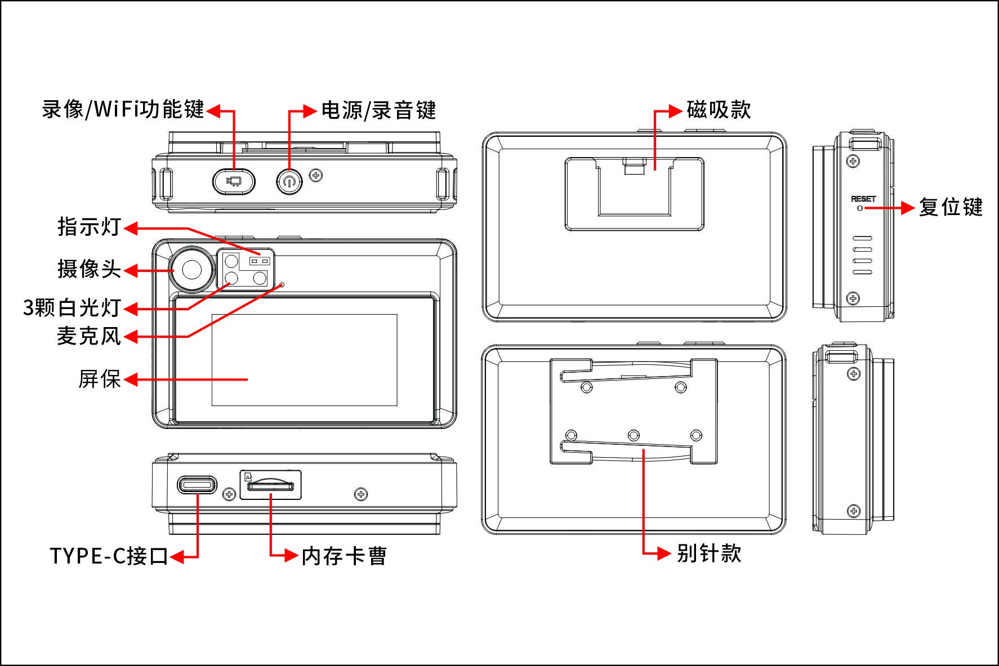 录像/WiFi功能键
电源/录音键
磁吸款
指示灯
摄像头
3颗白光灯
麦克风
屏保
RESET
复位键
TYPE-C接口
内存卡曹
别针款